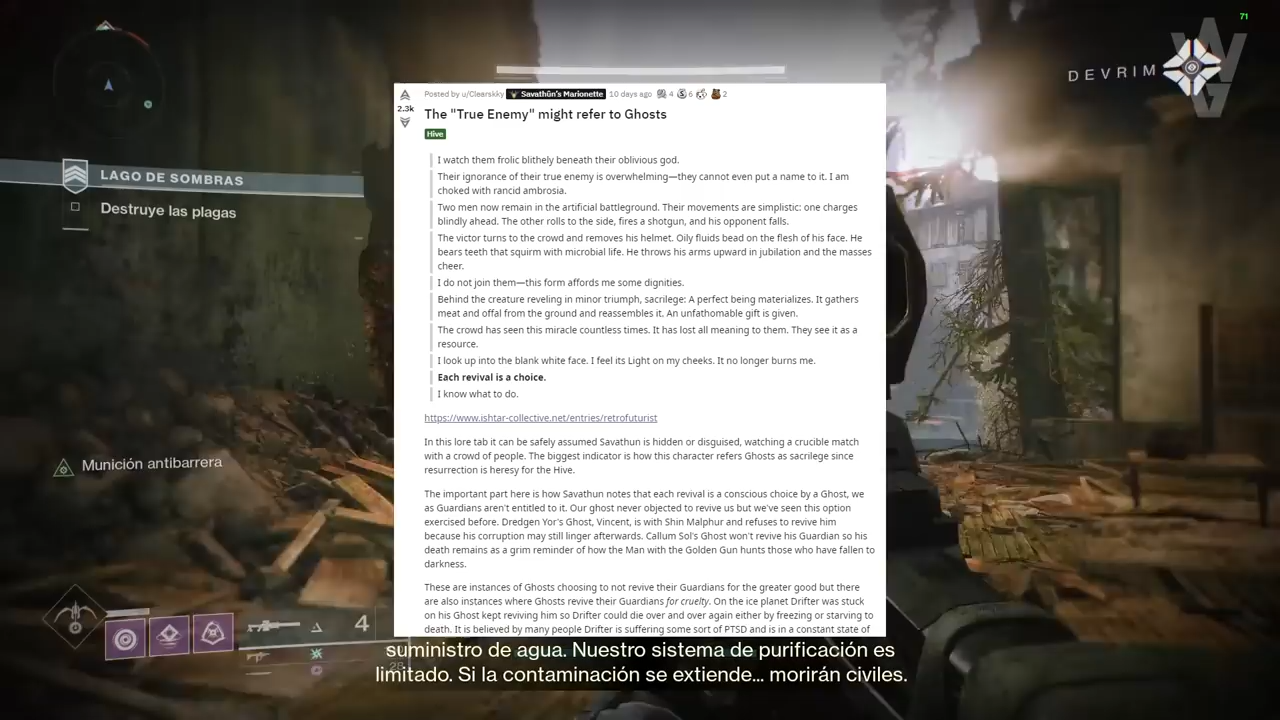 71
DEVRIM
LAGO DE SOMBRAS
Destruye las plagas
Munición antibarrera
4
28
Posted by u/Clearskky Savathûn's Marionette 10 days ago 4 6 2
2.3k
The "True Enemy" might refer to Ghosts
Hive
I watch them frolic blithely beneath their oblivious god.
Their ignorance of their true enemy is overwhelming—they cannot even put a name to it. I am
choked with rancid ambrosia.
Two men now remain in the artificial battleground. Their movements are simplistic: one charges
blindly ahead. The other rolls to the side, fires a shotgun, and his opponent falls.
The victor turns to the crowd and removes his helmet. Oily fluids bead on the flesh of his face. He
bears teeth that squirm with microbial life. He throws his arms upward in jubilation and the masses
cheer.
I do not join them—this form affords me some dignities.
Behind the creature reveling in minor triumph, sacrilege: A perfect being materializes. It gathers
meat and offal from the ground and reassembles it. An unfathomable gift is given.
The crowd has seen this miracle countless times. It has lost all meaning to them. They see it as a
resource.
I look up into the blank white face. I feel its Light on my cheeks. It no longer burns me.
Each revival is a choice.
I know what to do.
https://www.ishtar-collective.net/entries/retrofuturist
In this lore tab it can be safely assumed Savathun is hidden or disguised, watching a crucible match
with a crowd of people. The biggest indicator is how this character refers Ghosts as sacrilege since
resurrection is heresy for the Hive.
The important part here is how Savathun notes that each revival is a conscious choice by a Ghost, we
as Guardians aren't entitled to it. Our ghost never objected to revive us but we've seen this option
exercised before. Dredgen Yor's Ghost, Vincent, is with Shin Malphur and refuses to revive him
because his corruption may still linger afterwards. Callum Sol's Ghost won't revive his Guardian so his
death remains as a grim reminder of how the Man with the Golden Gun hunts those who have fallen to
darkness.
These are instances of Ghosts choosing to not revive their Guardians for the greater good but there
are also instances where Ghosts revive their Guardians for cruelty. On the ice planet Drifter was stuck
on his Ghost kept reviving him so Drifter could die over and over again either by freezing or starving to
death. It is believed by many people Drifter is suffering some sort of PTSD and is in a constant state of
suministro de agua. Nuestro sistema de purificación es
limitado. Si la contaminación se extiende... morirán civiles.